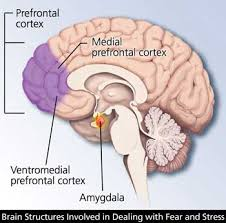 Prefrontal
cortex
Medial
prefrontal cortex
Ventromedial
prefrontal cortex
Amygdala
Brain Structures Involved in Dealing with Fear and Stress